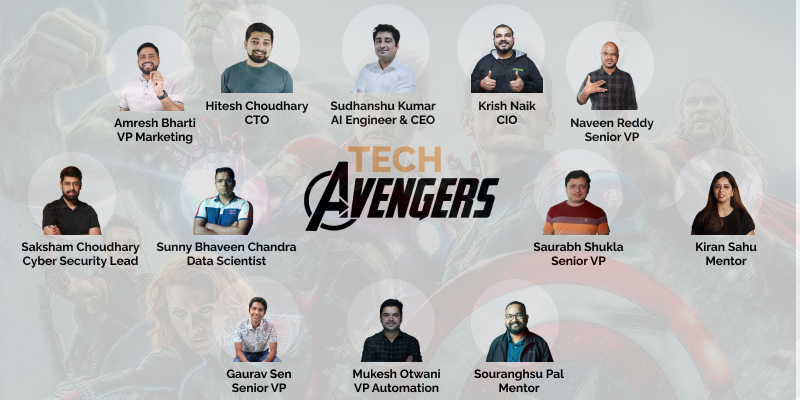 Amresh Bharti
VP Marketing
Hitesh Choudhary
CTO
Sudhanshu Kumar
AI Engineer & CEO
Krish Naik
CIO
Naveen Reddy
Senior VP
TECH
AVENGERS
Saksham Choudhary
Cyber Security Lead
Sunny Bhaveen Chandra
Data Scientist
Saurabh Shukla
Senior VP
Kiran Sahu
Mentor
Gaurav Sen
Senior VP
Mukesh Otwani
VP Automation
Souranghsu Pal
Mentor